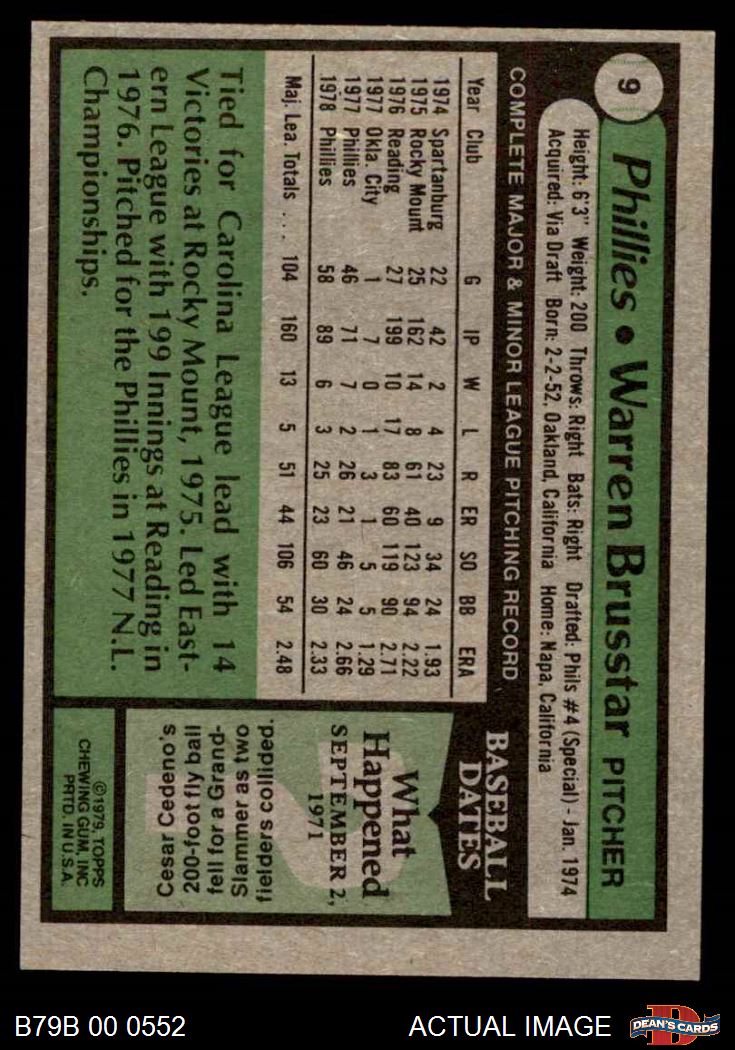 9
Phillies • Warren Brusstar PITCHER
Height: 6'3" Weight: 200 Throws: Right Bats: Right Drafted: Phils #4 (Special) - Jan. 1974
Acquired: Via Draft Born: 2-2-52, Oakland, California Home: Napa, California
COMPLETE MAJOR & MINOR LEAGUE PITCHING RECORD
Year Club G IP W L R ER SO BB ERA
1974 Spartanburg 22 42 2 4 23 9 34 24 1.93
1975 Rocky Mount 25 162 14 8 61 40 123 94 2.22
1976 Reading 27 199 10 17 83 60 119 90 2.71
1977 Okla. City 1 7 0 1 3 1 5 5 1.29
1977 Phillies 46 71 7 2 26 21 46 24 2.66
1978 Phillies 58 89 6 3 25 23 60 30 2.33
Maj. Lea. Totals . . . . 104 160 13 5 51 44 106 54 2.48
Tied for Carolina League lead with 14
Victories at Rocky Mount, 1975. Led East-
ern League with 199 Innings at Reading in
1976. Pitched for the Phillies in 1977 N.L.
Championships.
BASEBALL
DATES
What
Happened
SEPTEMBER 2,
1971
Cesar Cedeno's
200-foot fly ball
fell for a Grand-
Slammer as two
fielders collided.
©1979, TOPPS
CHEWING GUM, INC
PRTD. IN U.S.A.
B79B 00 0552
ACTUAL IMAGE
D
DEAN'S CARDS